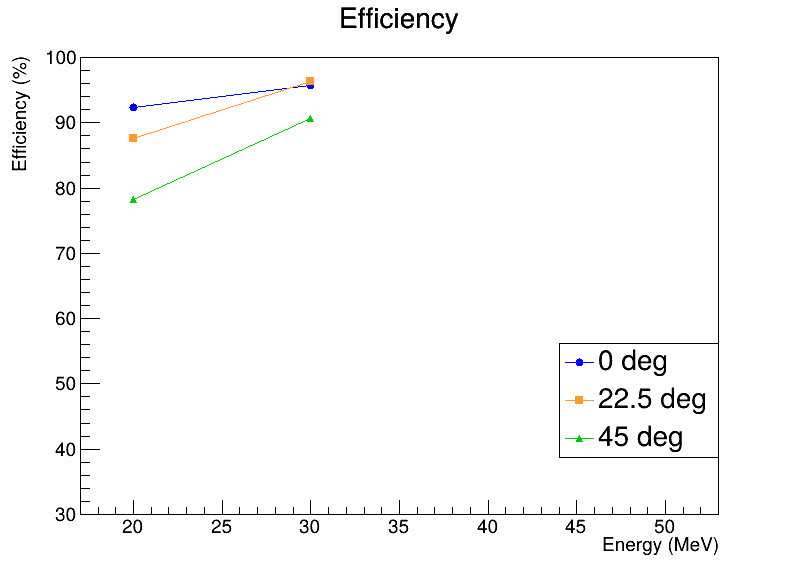 Efficiency
Efficiency (%)
100
90
80
70
60
50
40
30
0 deg
22.5 deg
45 deg
20 25 30 35 40 45 50
Energy (MeV)